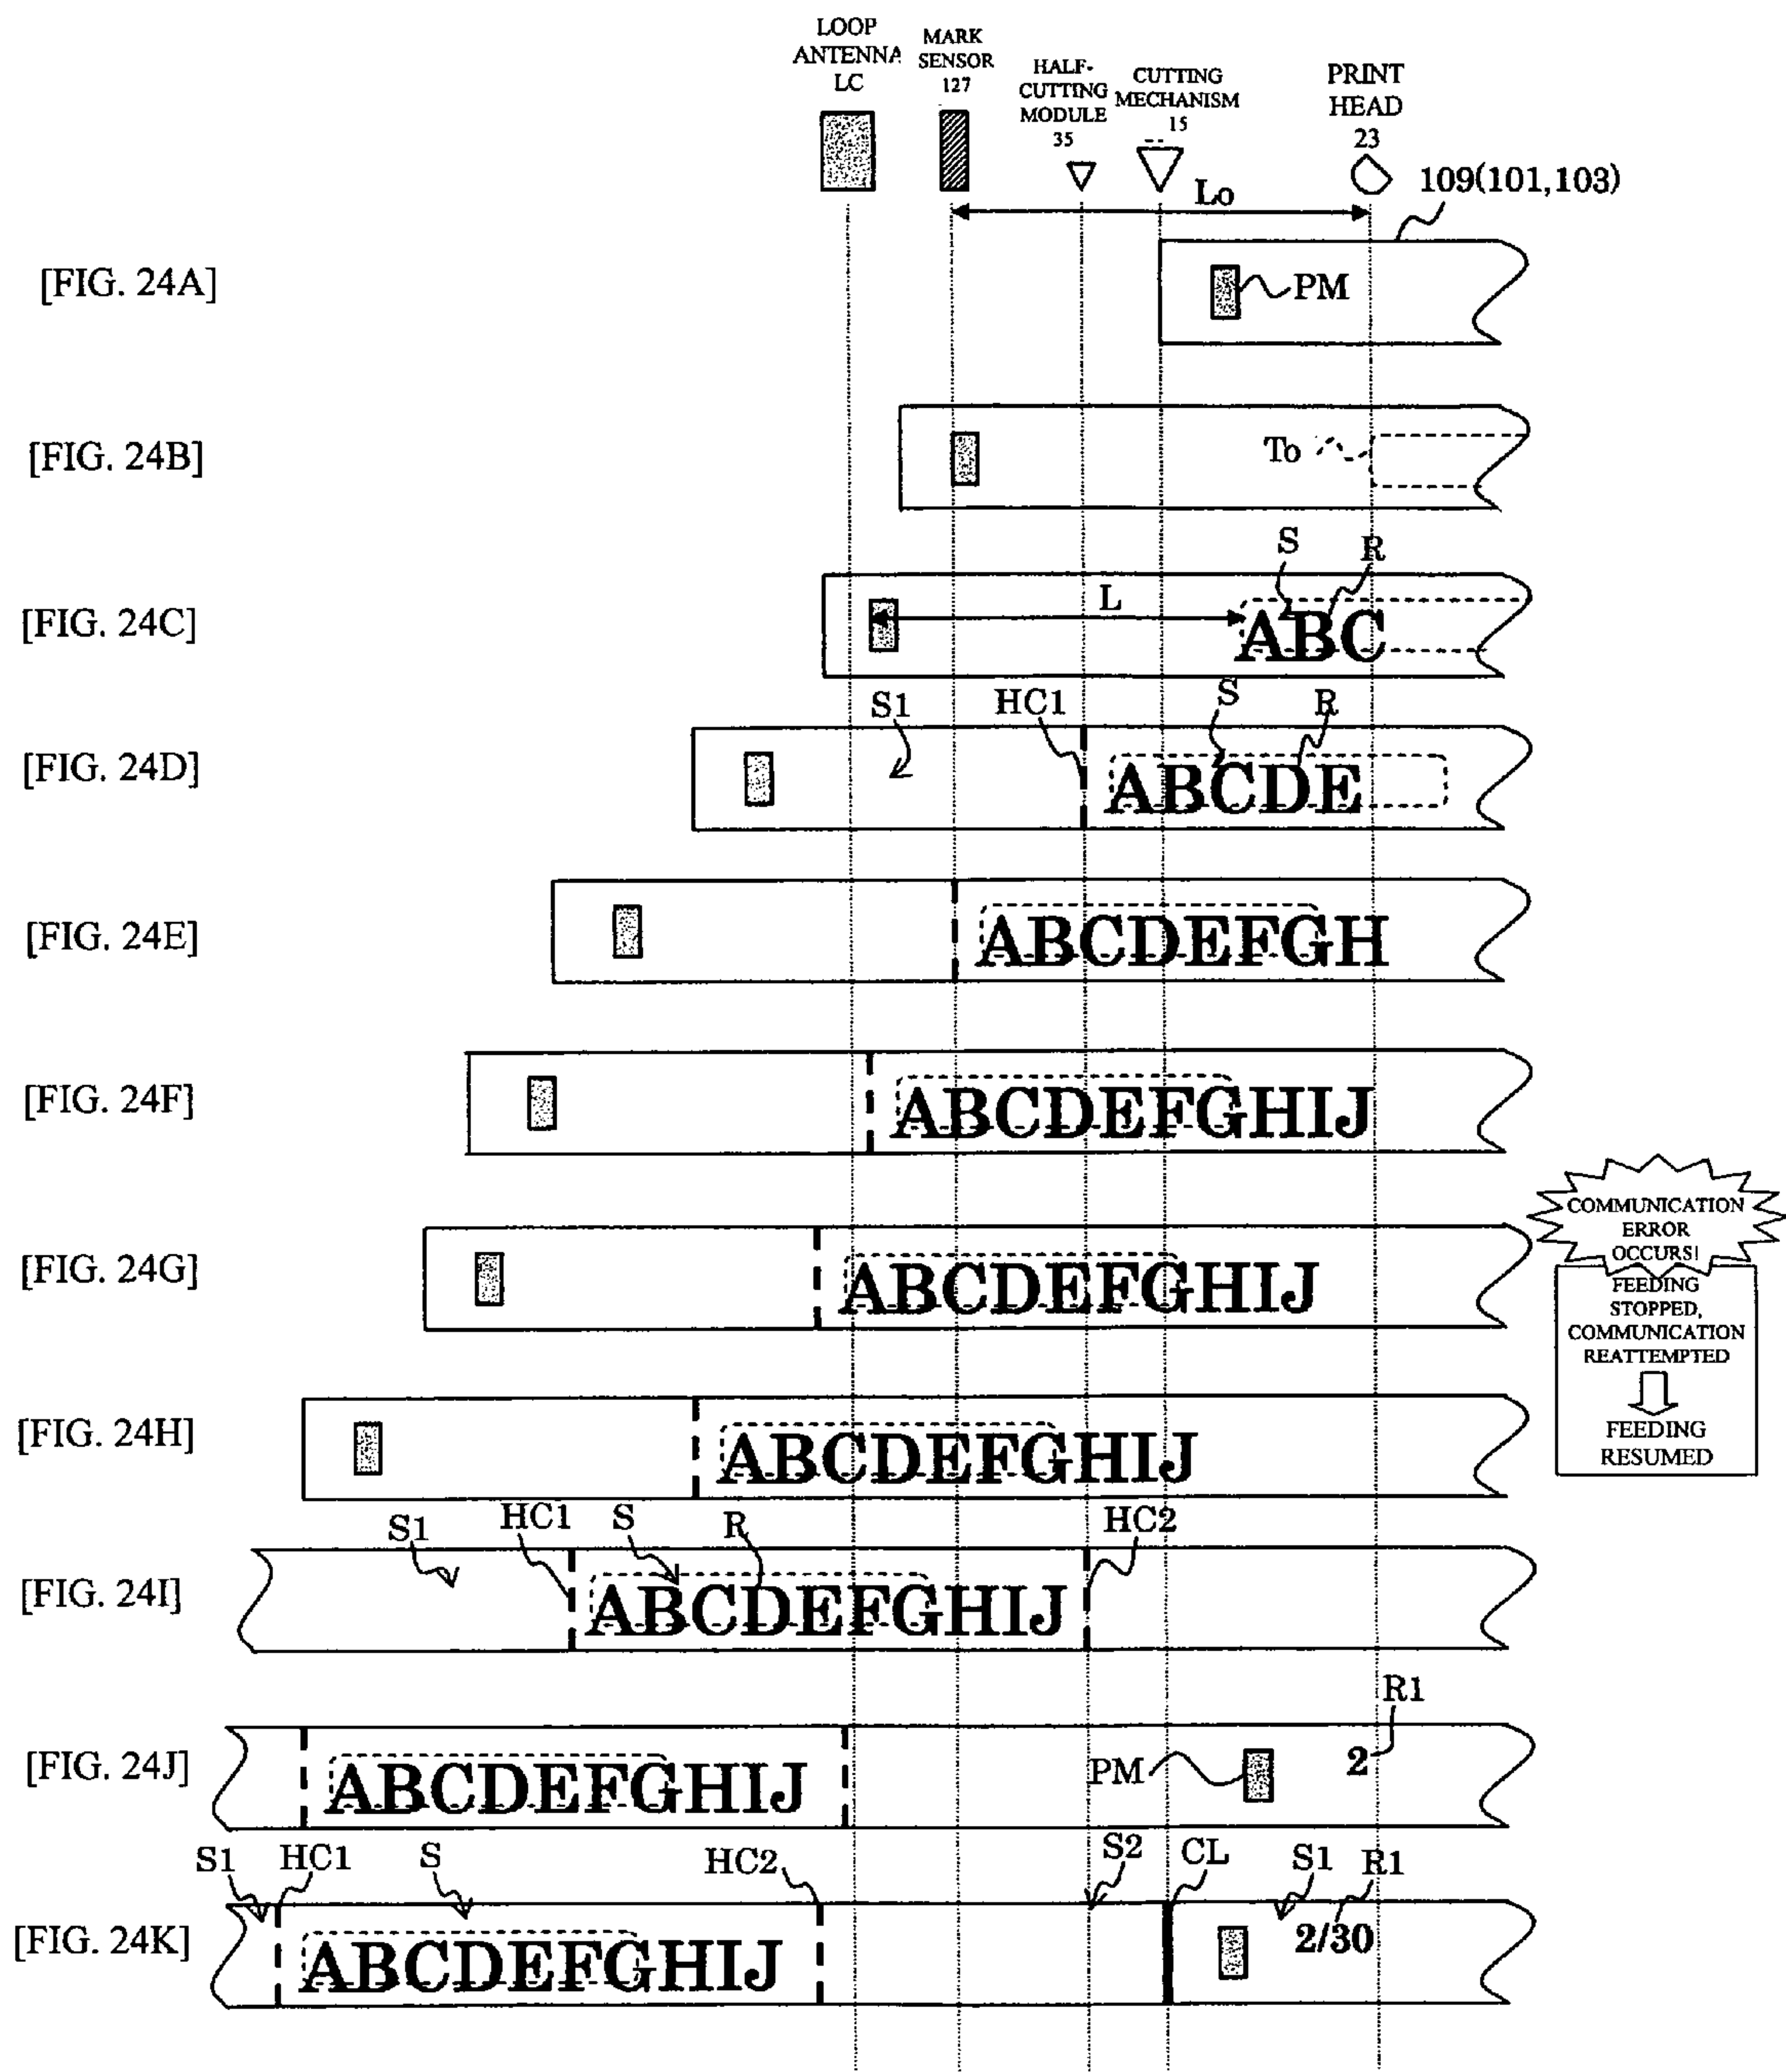 LOOP
ANTENNA
LC
MARK
SENSOR
127
HALF-
CUTTING
MODULE
35
CUTTING
MECHANISM
15
PRINT
HEAD
23
Lo
109(101,103)
[FIG. 24A]
PM
[FIG. 24B]
To
[FIG. 24C]
L
S
R
ABC
[FIG. 24D]
S1
HC1
S
R
ABCDE
[FIG. 24E]
ABCDEFGH
[FIG. 24F]
ABCDEFGHIJ
[FIG. 24G]
ABCDEFGHIJ
COMMUNICATION
ERROR
OCCURS!
FEEDING
STOPPED,
COMMUNICATION
REATTEMPTED
FEEDING
RESUMED
[FIG. 24H]
ABCDEFGHIJ
[FIG. 24I]
S1
HC1
S
R
HC2
ABCDEFGHIJ
[FIG. 24J]
ABCDEFGHIJ
PM
2
R1
[FIG. 24K]
S1
HC1
S
HC2
S2
CL
S1
R1
ABCDEFGHIJ
2/30